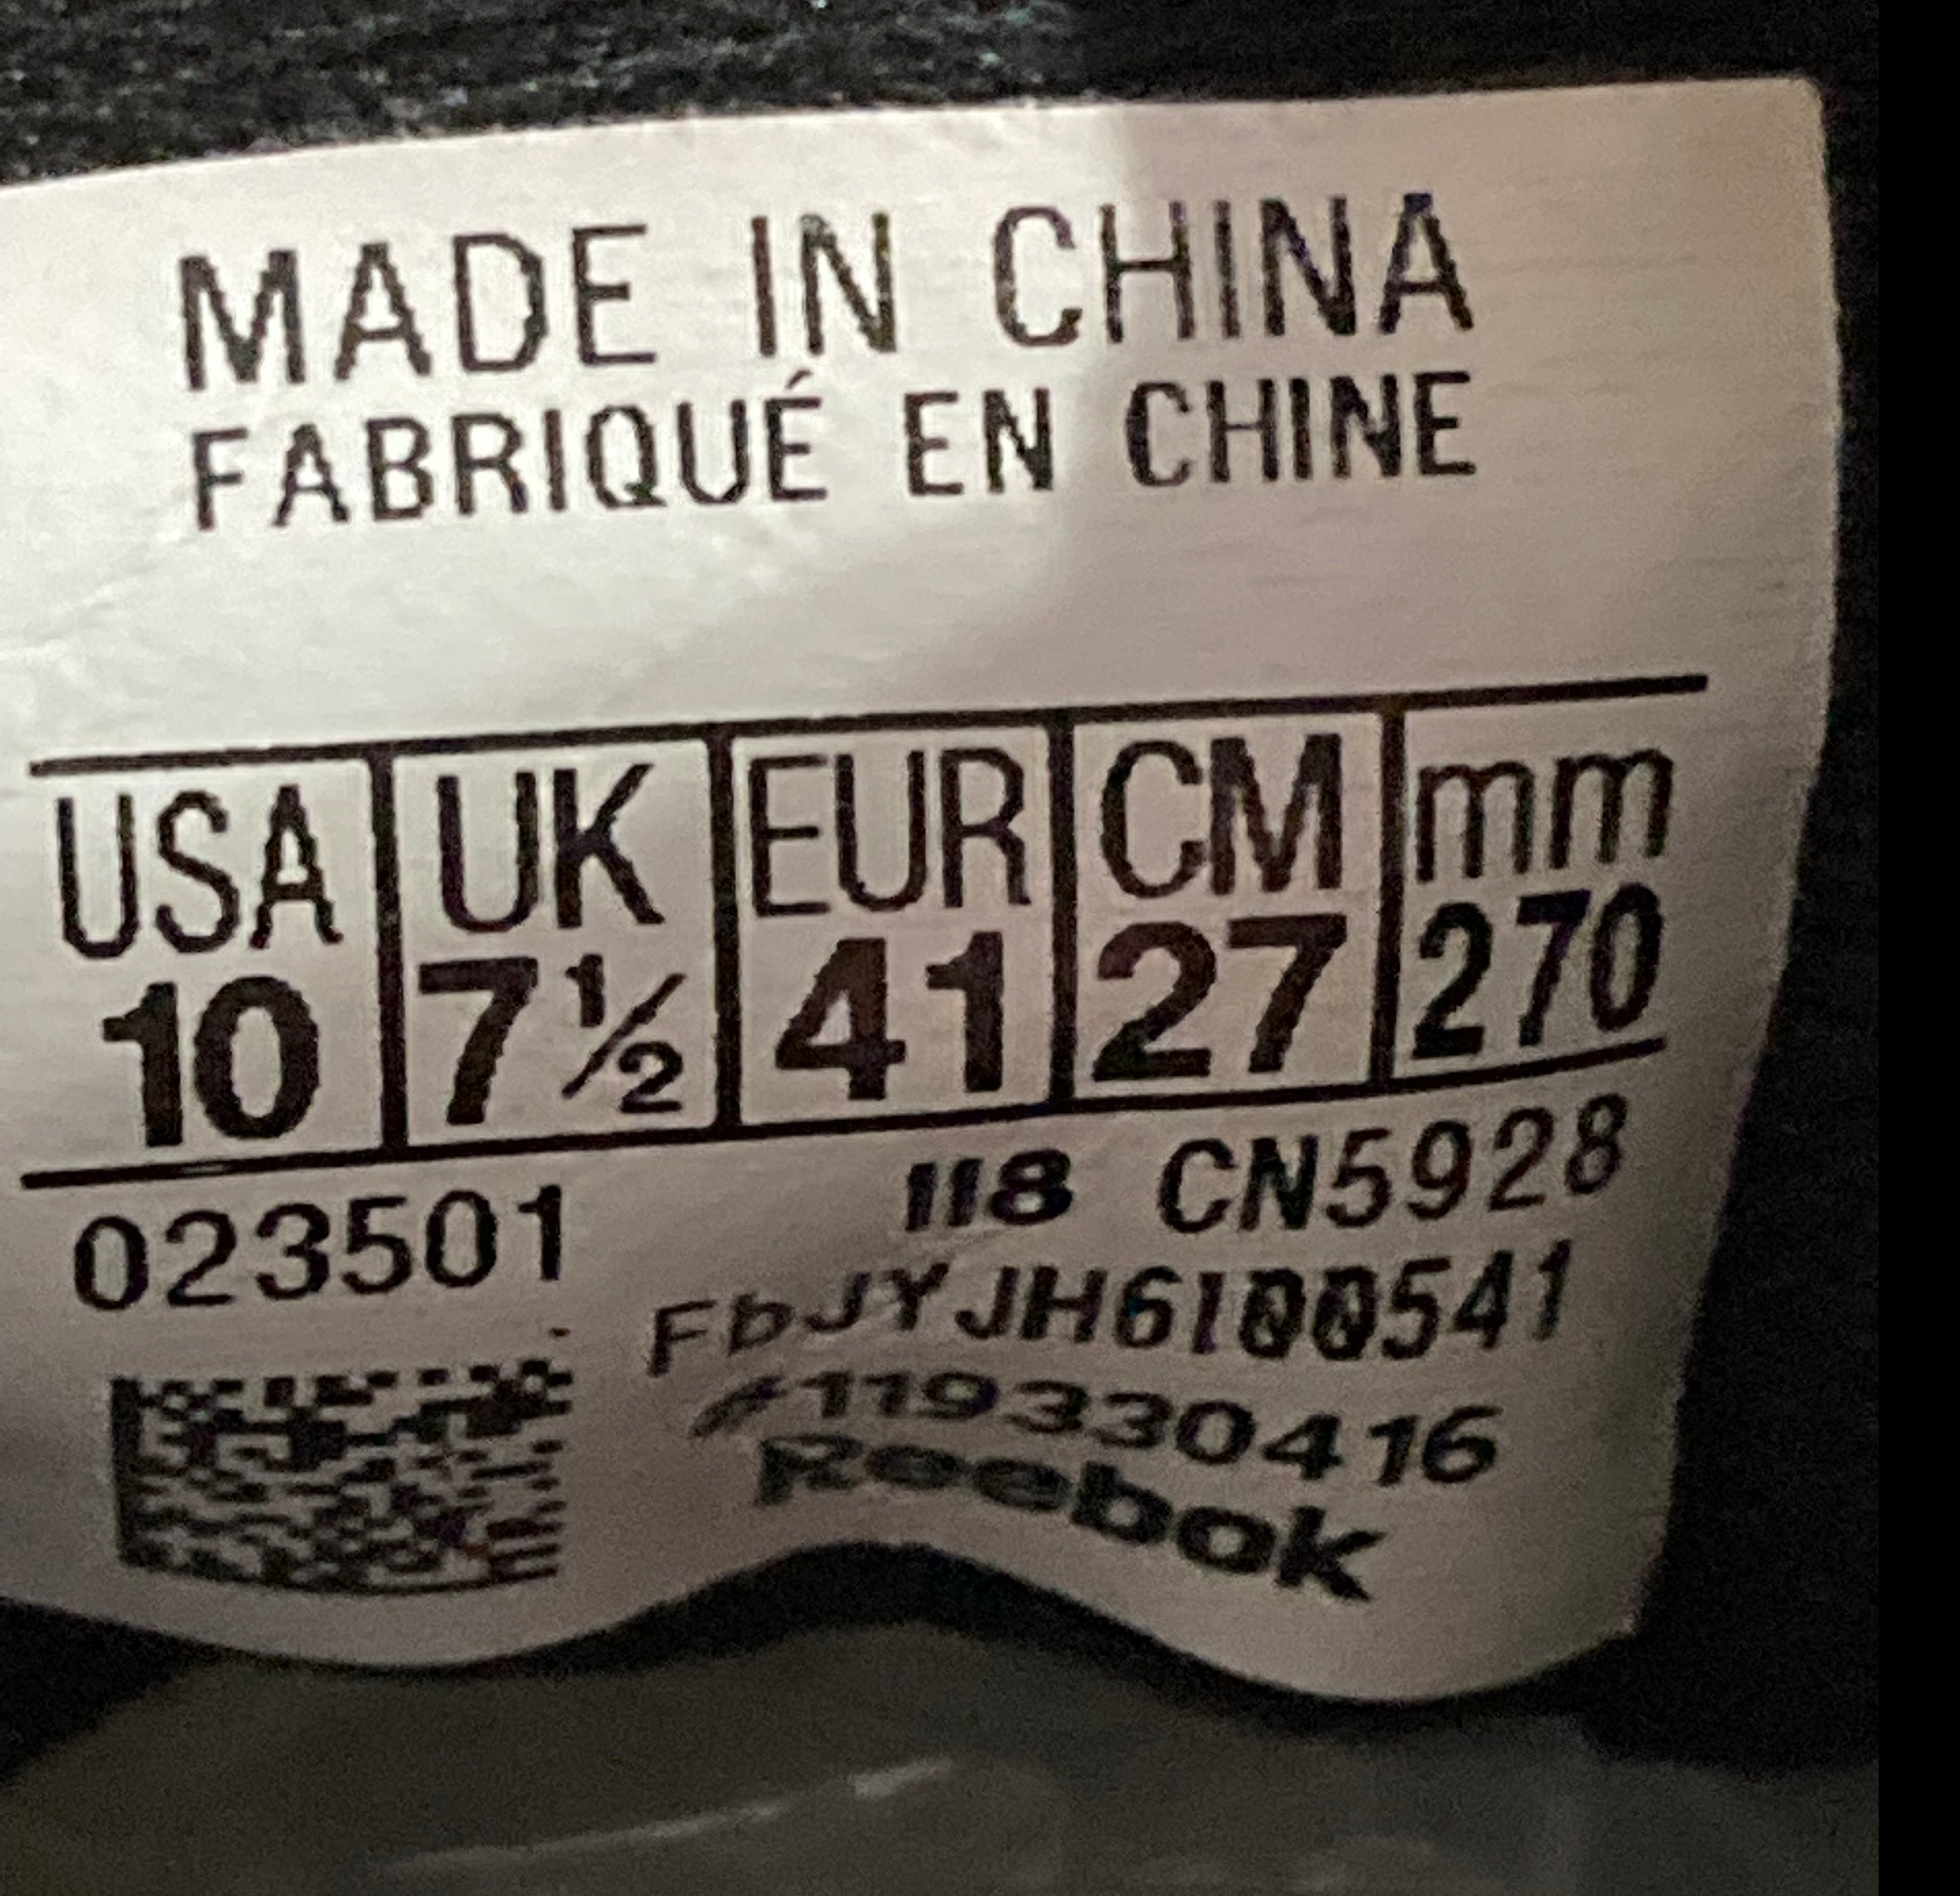 MADE IN CHINA
FABRIQUÉ EN CHINE
USA UK EUR CM mm
10 7½ 41 27 270
023501 118 CN5928
FbJYJH6100541
#119330416
Reebok